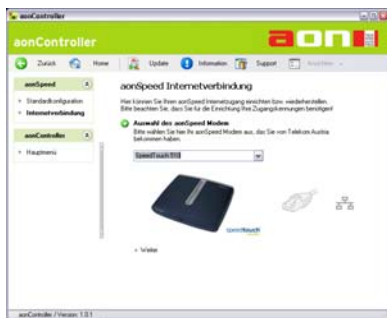 aonController
aonController
aon
Zurück Home Update Information Support Ansichten
aonSpeed
Standardkonfiguration
Internetverbindung
aonController
Hauptmenü
aonSpeed Internetverbindung
Hier können Sie Ihren aonSpeed Internetzugang einrichten bzw. wiederherstellen.
Bitte beachten Sie, dass Sie für die Einrichtung Ihre Zugangskennungen benötigen!
Auswahl des aonSpeed Modem
Bitte wählen Sie hier Ihr aonSpeed Modem aus, das Sie von Telekom Austria
bekommen haben.
SpeedTouch 510
speedtouch
Weiter
aonController / Version: 1.0.1